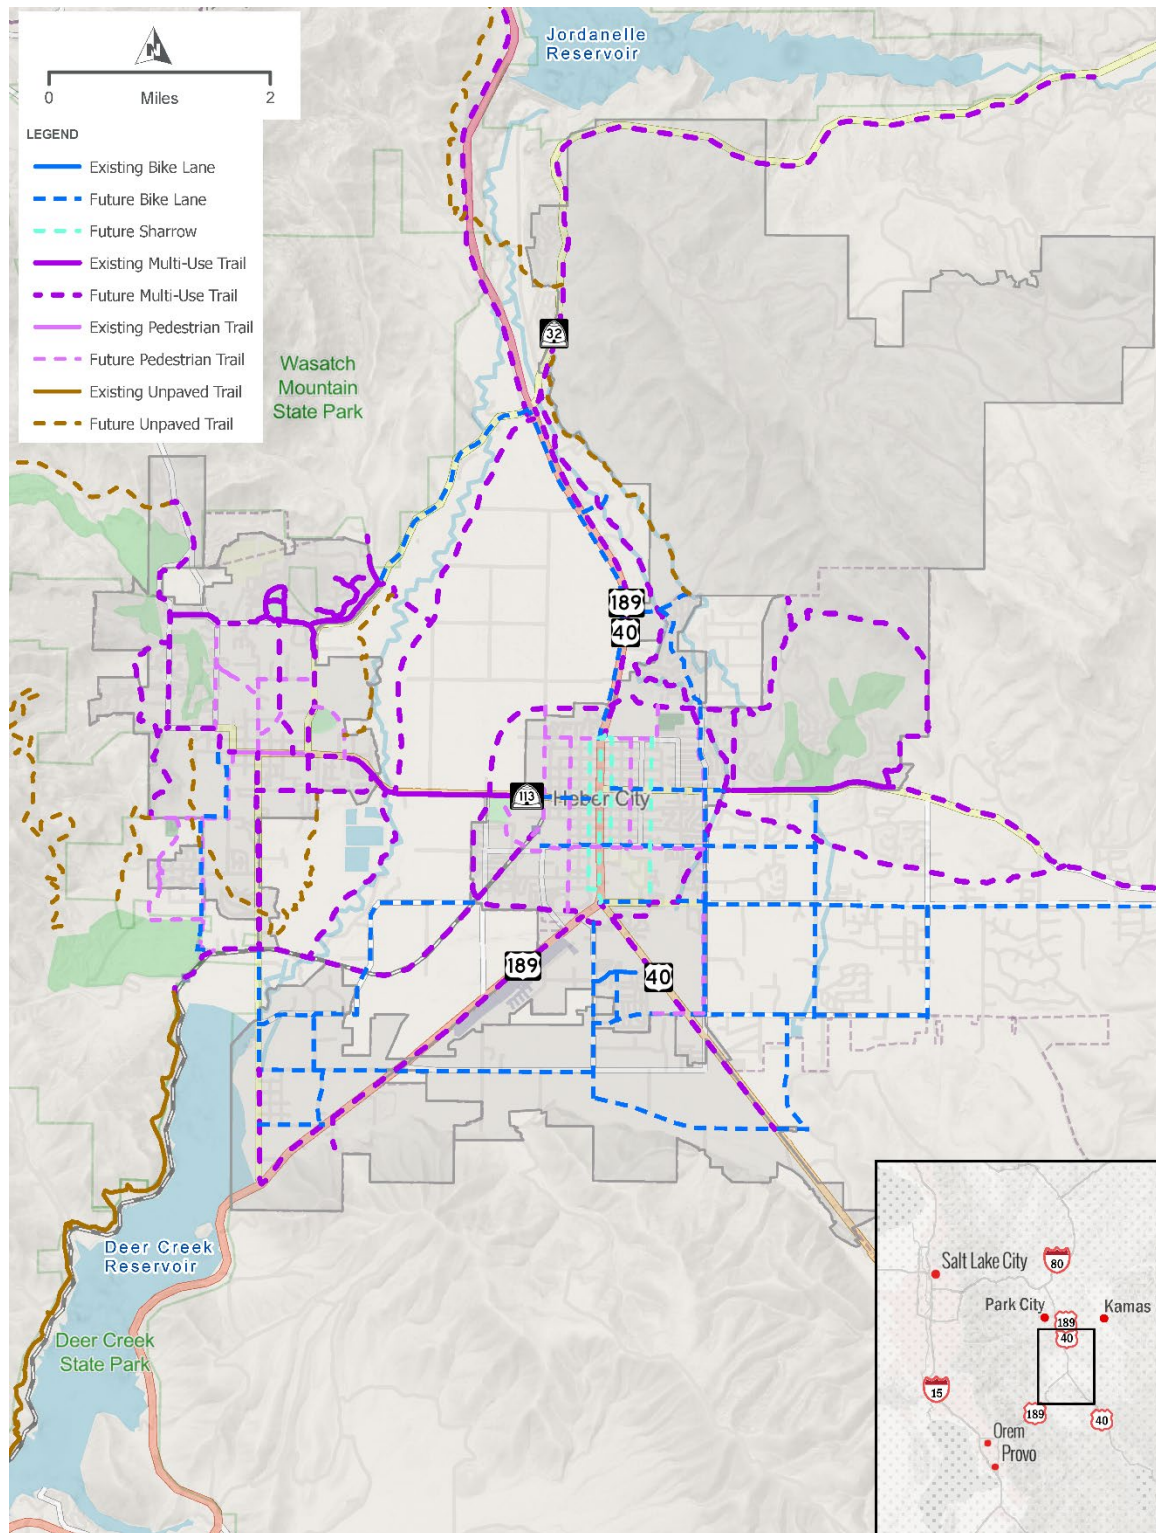 Jordanelle
Reservoir
N
0
Miles
2
LEGEND
Existing Bike Lane
Future Bike Lane
Future Sharrow
Existing Multi-Use Trail
Future Multi-Use Trail
Existing Pedestrian Trail
Future Pedestrian Trail
Existing Unpaved Trail
Future Unpaved Trail
32
Wasatch
Mountain
State Park
189
40
113
Heber City
189
40
Deer Creek
Reservoir
Deer Creek
State Park
Salt Lake City
80
Park City
Kamas
189
40
15
189
40
Orem
Provo